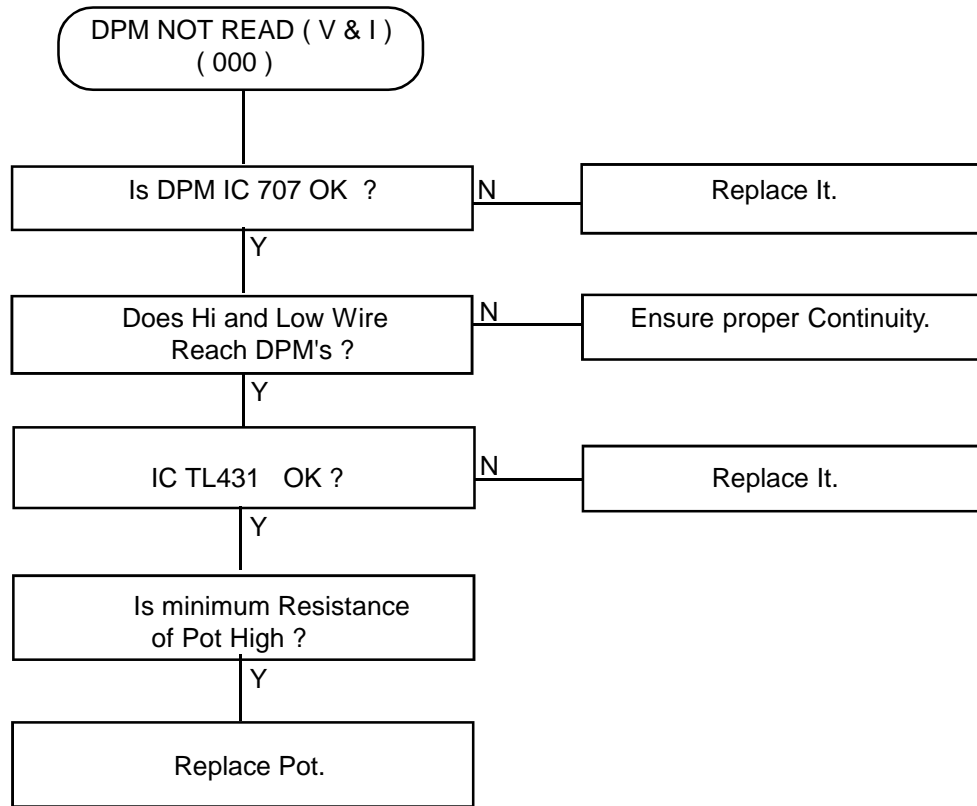 DPM NOT READ ( V & I )
( 000 )
Is DPM IC 707 OK ?
N
Replace It.
Y
Does Hi and Low Wire
Reach DPM's ?
N
Ensure proper Continuity.
Y
IC TL431 OK ?
N
Replace It.
Y
Is minimum Resistance
of Pot High ?
Y
Replace Pot.